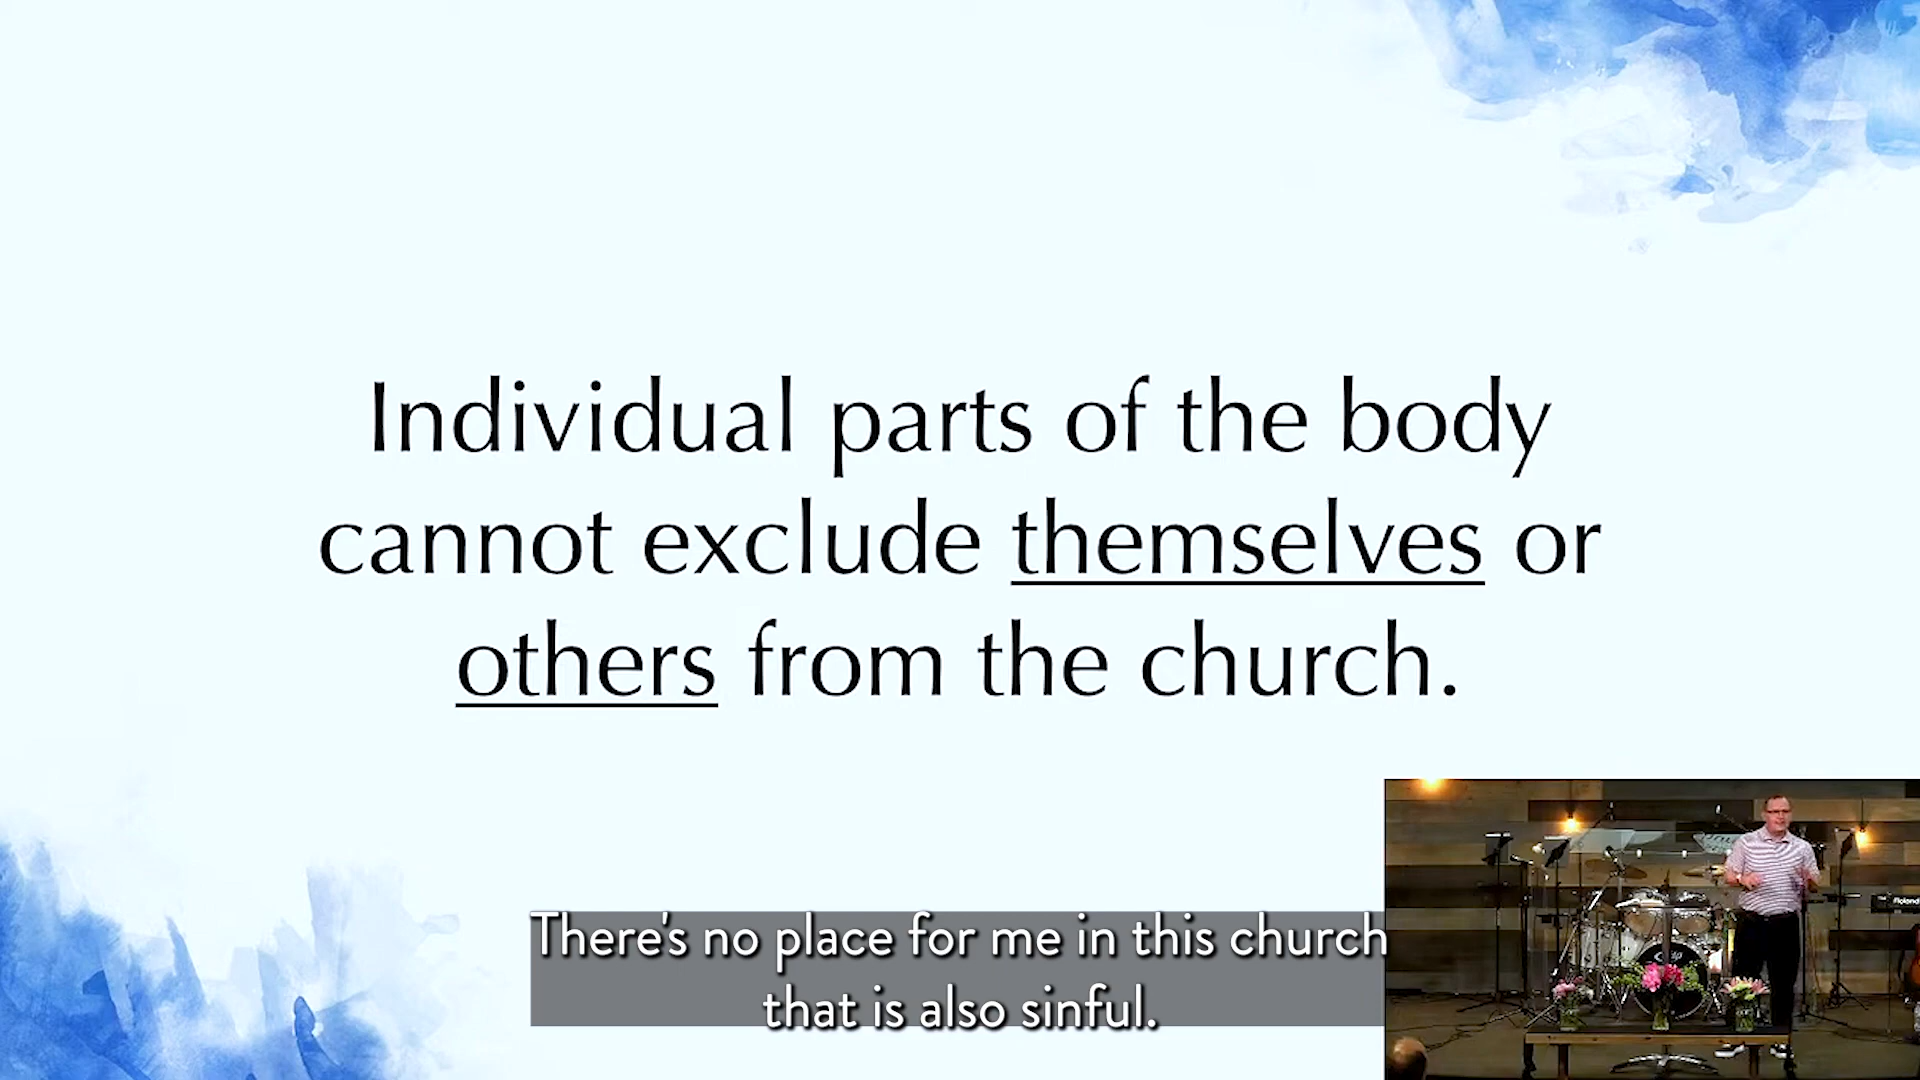 Individual parts of the body
cannot exclude themselves or
others from the church.
There's no place for me in this church
that is also sinful.
Roland